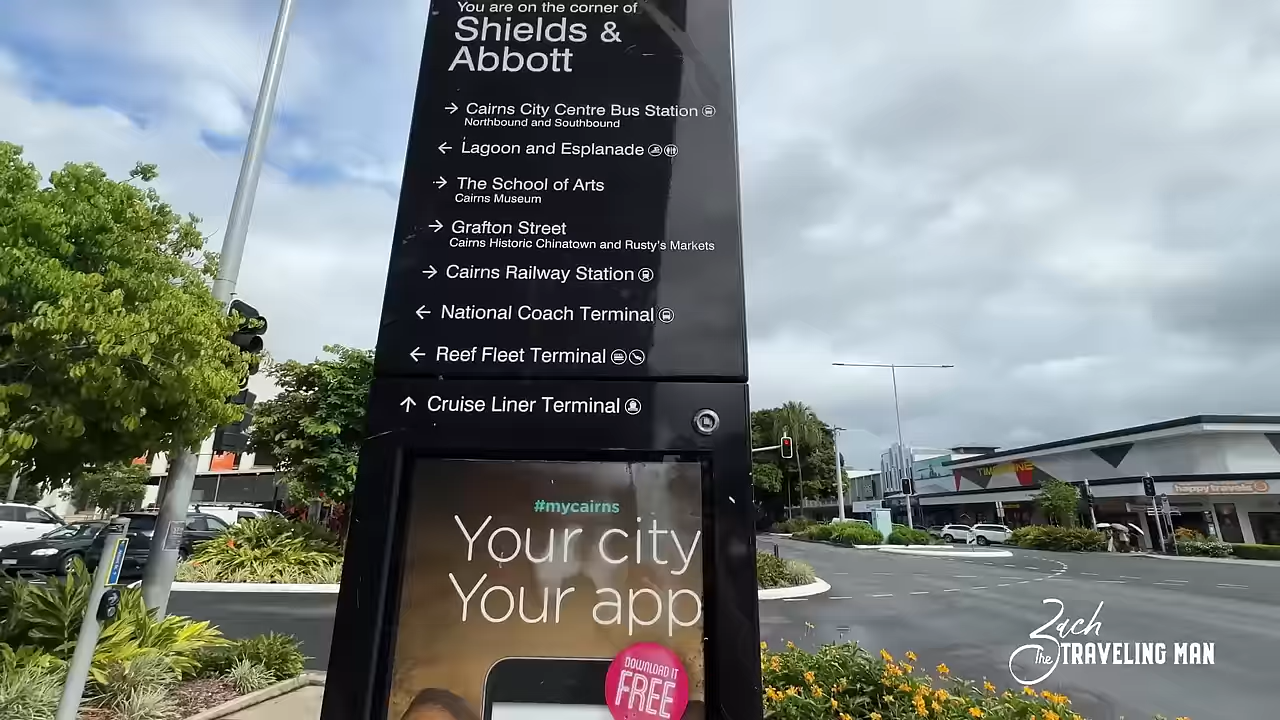 You are on the corner of
Shields &
Abbott
→ Cairns City Centre Bus Station
Northbound and Southbound
← Lagoon and Esplanade
→ The School of Arts
Cairns Museum
→ Grafton Street
Cairns Historic Chinatown and Rusty's Markets
→ Cairns Railway Station
← National Coach Terminal
← Reef Fleet Terminal
↑ Cruise Liner Terminal
#mycairns
Your city
Your app
DOWNLOAD IT
FREE
happy travels
Zach
The TRAVELING MAN